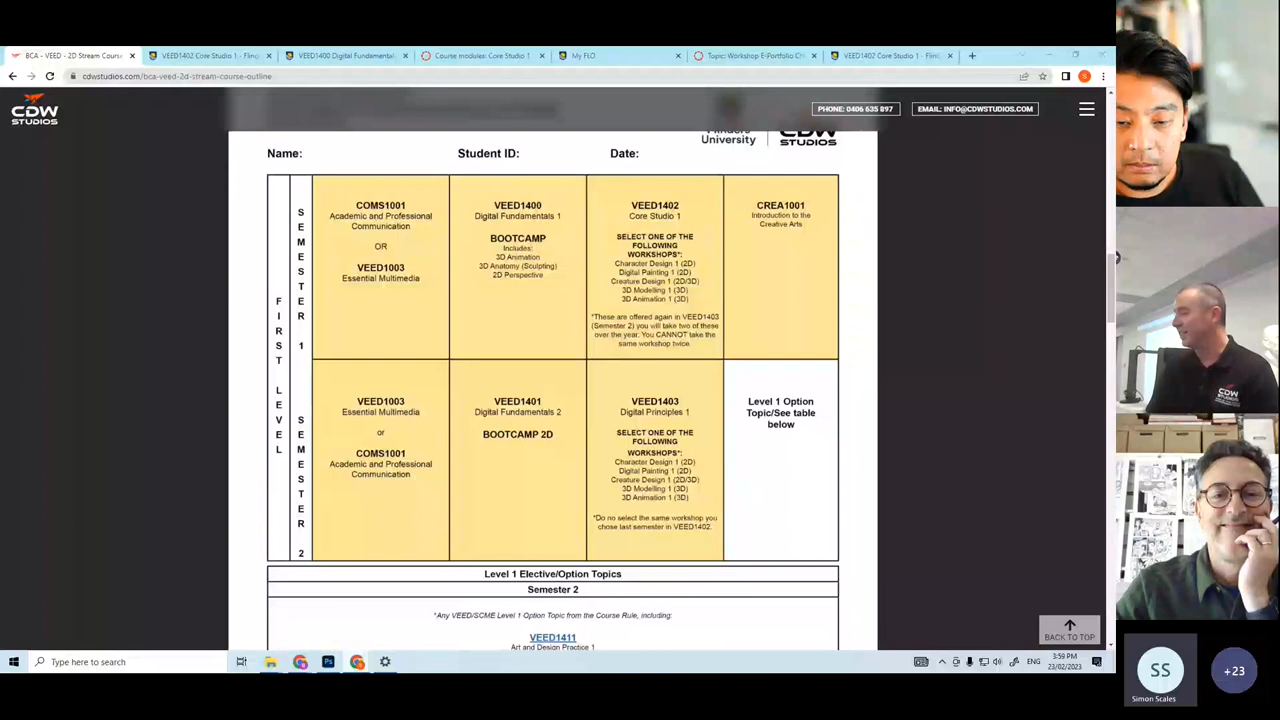 BCA - VEED - 2D Stream Cours
VEED1402 Core Studio 1 - Flin
VEED1400 Digital Fundamental
Course modules: Core Studio 1
My FLO
Topic: Workshop E-Portfolio
VEED1402 Core Studio 1 - Flin
cdwstudios.com/bca-veed-2d-stream-course-outline
S
CDW
STUDIOS
PHONE: 0406 635 897
EMAIL: INFO@CDWSTUDIOS.COM
Flinders
University
CDW
STUDIOS
Name:
Student ID:
Date:
FIRST LEVEL
SEMESTER 1
COMS1001
Academic and Professional
Communication
OR
VEED1003
Essential Multimedia
VEED1400
Digital Fundamentals 1
BOOTCAMP
Includes:
3D Animation
3D Anatomy (Sculpting)
2D Perspective
VEED1402
Core Studio 1
SELECT ONE OF THE
FOLLOWING
WORKSHOPS*:
Character Design 1 (2D)
Digital Painting 1 (2D)
Creature Design 1 (2D/3D)
3D Modelling 1 (3D)
3D Animation 1 (3D)
*These are offered again in VEED1403
(Semester 2) you will take two of these
over the year. You CANNOT take the
same workshop twice.
CREA1001
Introduction to the
Creative Arts
SEMESTER 2
VEED1003
Essential Multimedia
or
COMS1001
Academic and Professional
Communication
VEED1401
Digital Fundamentals 2
BOOTCAMP 2D
VEED1403
Digital Principles 1
SELECT ONE OF THE
FOLLOWING
WORKSHOPS*:
Character Design 1 (2D)
Digital Painting 1 (2D)
Creature Design 1 (2D/3D)
3D Modelling 1 (3D)
3D Animation 1 (3D)
*Do no select the same workshop you
chose last semester in VEED1402.
Level 1 Option
Topic/See table
below
Level 1 Elective/Option Topics
Semester 2
*Any VEED/SCME Level 1 Option Topic from the Course Rule, including:
VEED1411
Art and Design Practice 1
BACK TO TOP
Type here to search
ENG
3:59 PM
23/02/2023
CDW
STUDIOS
SS
Simon Scales
+23